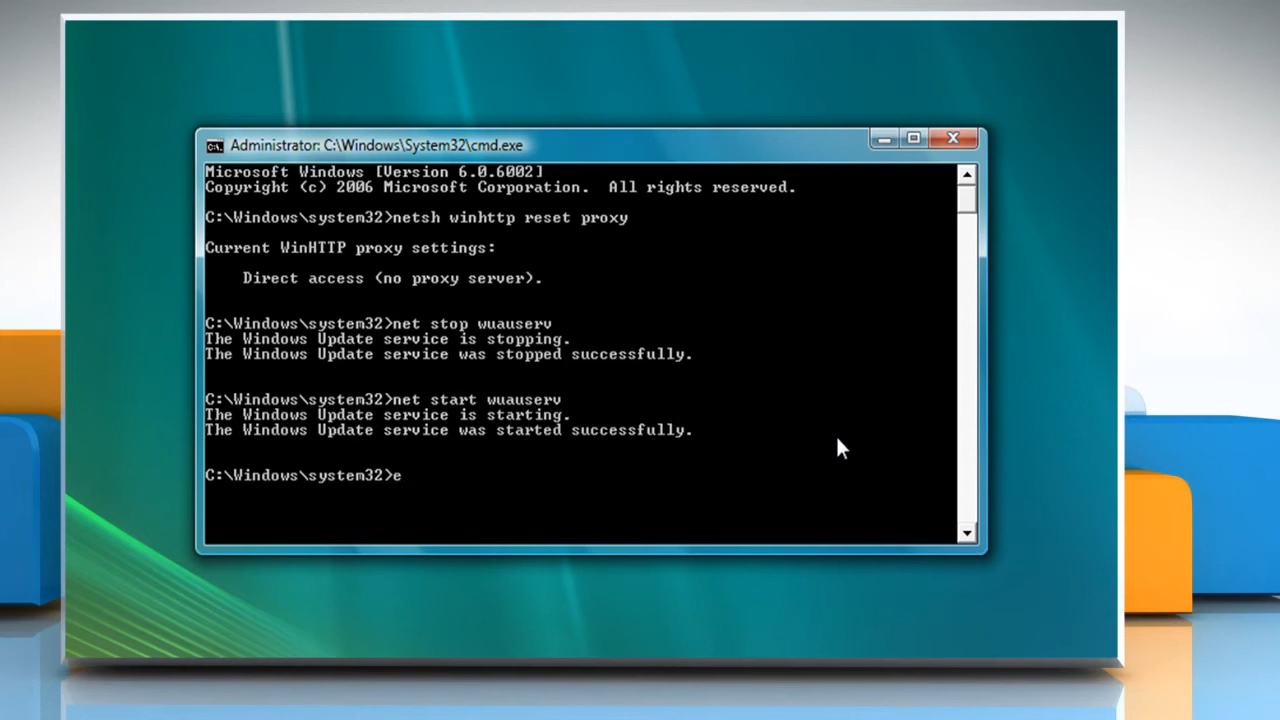 Administrator: C:\Windows\System32\cmd.exe
Microsoft Windows [Version 6.0.6002]
Copyright (c) 2006 Microsoft Corporation.  All rights reserved.
C:\Windows\system32>netsh winhttp reset proxy
Current WinHTTP proxy settings:
Direct access (no proxy server).
C:\Windows\system32>net stop wuauserv
The Windows Update service is stopping.
The Windows Update service was stopped successfully.
C:\Windows\system32>net start wuauserv
The Windows Update service is starting.
The Windows Update service was started successfully.
C:\Windows\system32>e